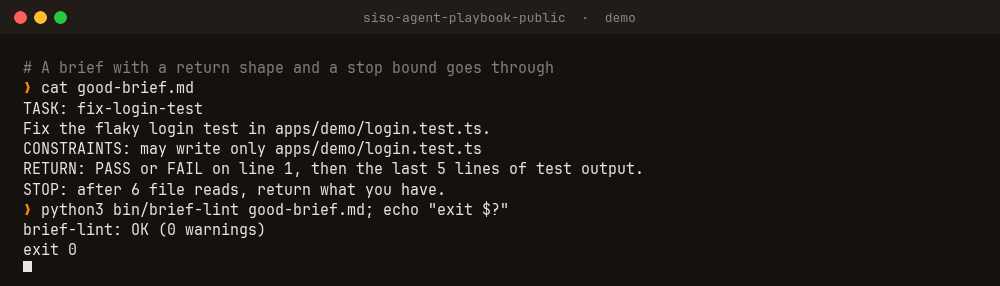 siso-agent-playbook-public · demo
# A brief with a return shape and a stop bound goes through
❯ cat good-brief.md
TASK: fix-login-test
Fix the flaky login test in apps/demo/login.test.ts.
CONSTRAINTS: may write only apps/demo/login.test.ts
RETURN: PASS or FAIL on line 1, then the last 5 lines of test output.
STOP: after 6 file reads, return what you have.
❯ python3 bin/brief-lint good-brief.md; echo "exit $?"
brief-lint: OK (0 warnings)
exit 0